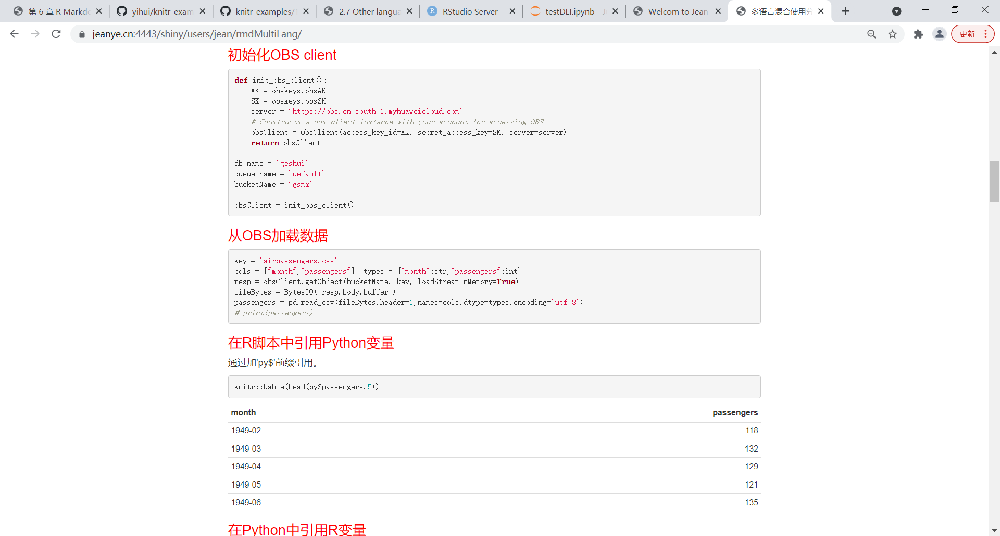 第 6 章 R Markdo
yihui/knitr-exam
knitr-examples/1
2.7 Other langua
RStudio Server
testDLI.ipynb - J
Welcom to Jean
多语言混合使用分
jeanye.cn:4443/shiny/users/jean/rmdMultiLang/
更新
初始化OBS client
def init_obs_client():
    AK = obskeys.obsAK
    SK = obskeys.obsSK
    server = 'https://obs.cn-south-1.myhuaweicloud.com'
    # Constructs a obs client instance with your account for accessing OBS
    obsClient = ObsClient(access_key_id=AK, secret_access_key=SK, server=server)
    return obsClient
db_name = 'geshui'
queue_name = 'default'
bucketName = 'gsmx'
obsClient = init_obs_client()
从OBS加载数据
key = 'airpassengers.csv'
cols = ["month","passengers"]; types = {"month":str,"passengers":int}
resp = obsClient.getObject(bucketName, key, loadStreamInMemory=True)
fileBytes = BytesIO( resp.body.buffer )
passengers = pd.read_csv(fileBytes,header=1,names=cols,dtype=types,encoding='utf-8')
# print(passengers)
在R脚本中引用Python变量
通过加'py$'前缀引用。
knitr::kable(head(py$passengers,5))
month passengers
1949-02 118
1949-03 132
1949-04 129
1949-05 121
1949-06 135
在Python中引用R变量